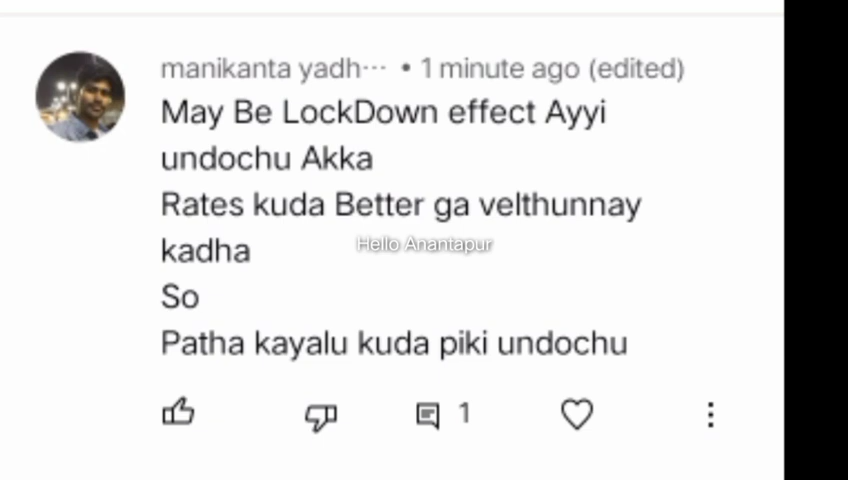 manikanta yadh··· • 1 minute ago (edited)
May Be LockDown effect Ayyi
undochu Akka
Rates kuda Better ga velthunnay
kadha
Hello Anantapur
So
Patha kayalu kuda piki undochu
1